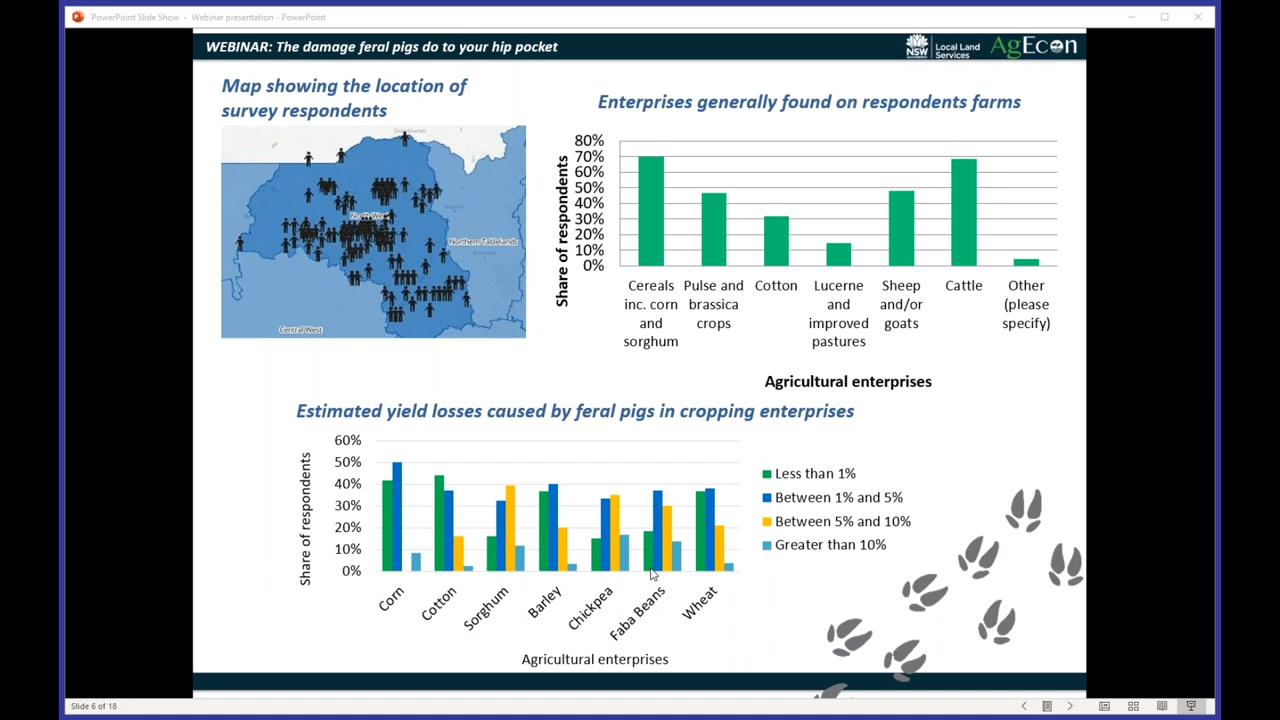 PowerPoint Slide Show - Webinar presentation - PowerPoint
WEBINAR: The damage feral pigs do to your hip pocket
NSW
Local Land
Services
AgEcon
Map showing the location of
survey respondents
Northern Tablelands
Central West
Enterprises generally found on respondents farms
Share of respondents
80%
70%
60%
50%
40%
30%
20%
10%
0%
Cereals
inc. corn
and
sorghum
Pulse and
brassica
crops
Cotton
Lucerne
and
improved
pastures
Sheep
and/or
goats
Cattle
Other
(please
specify)
Agricultural enterprises
Estimated yield losses caused by feral pigs in cropping enterprises
Share of respondents
60%
50%
40%
30%
20%
10%
0%
Corn
Cotton
Sorghum
Barley
Chickpea
Faba Beans
Wheat
Agricultural enterprises
Less than 1%
Between 1% and 5%
Between 5% and 10%
Greater than 10%
Slide 6 of 18